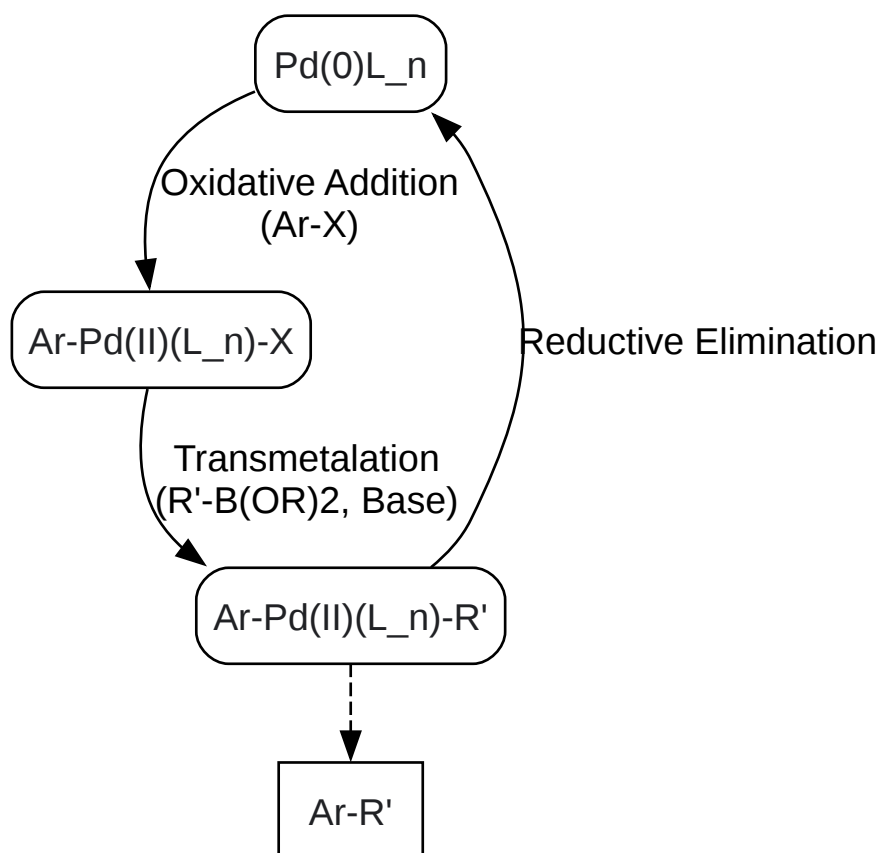 Pd(0)L_n
Oxidative Addition
(Ar-X)
Ar-Pd(II)(L_n)-X
Reductive Elimination
Transmetalation
(R'-B(OR)2, Base)
Ar-Pd(II)(L_n)-R'
Ar-R'